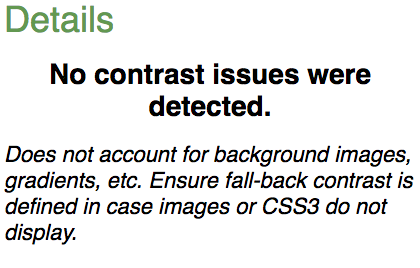 Details
No contrast issues were
detected.
Does not account for background images,
gradients, etc. Ensure fall-back contrast is
defined in case images or CSS3 do not
display.